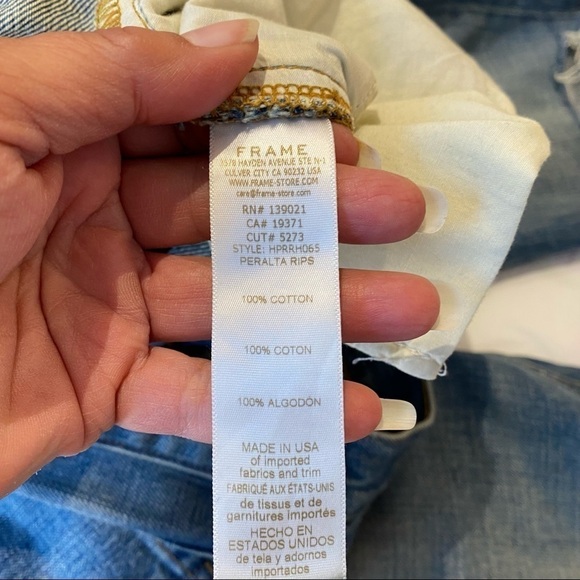 FRAME
3578 HAYDEN AVENUE STE N-1
CULVER CITY CA 90232 USA
WWW.FRAME-STORE.COM
care@frame-store.com
RN# 139021
CA# 19371
CUT# 5273
STYLE: HPRRH065
PERALTA RIPS
100% COTTON
100% COTON
100% ALGODÓN
MADE IN USA
of imported
fabrics and trim
FABRIQUÉ AUX ÉTATS-UNIS
de tissus et de
garnitures importés
HECHO EN
ESTADOS UNIDOS
de tela y adornos
importados